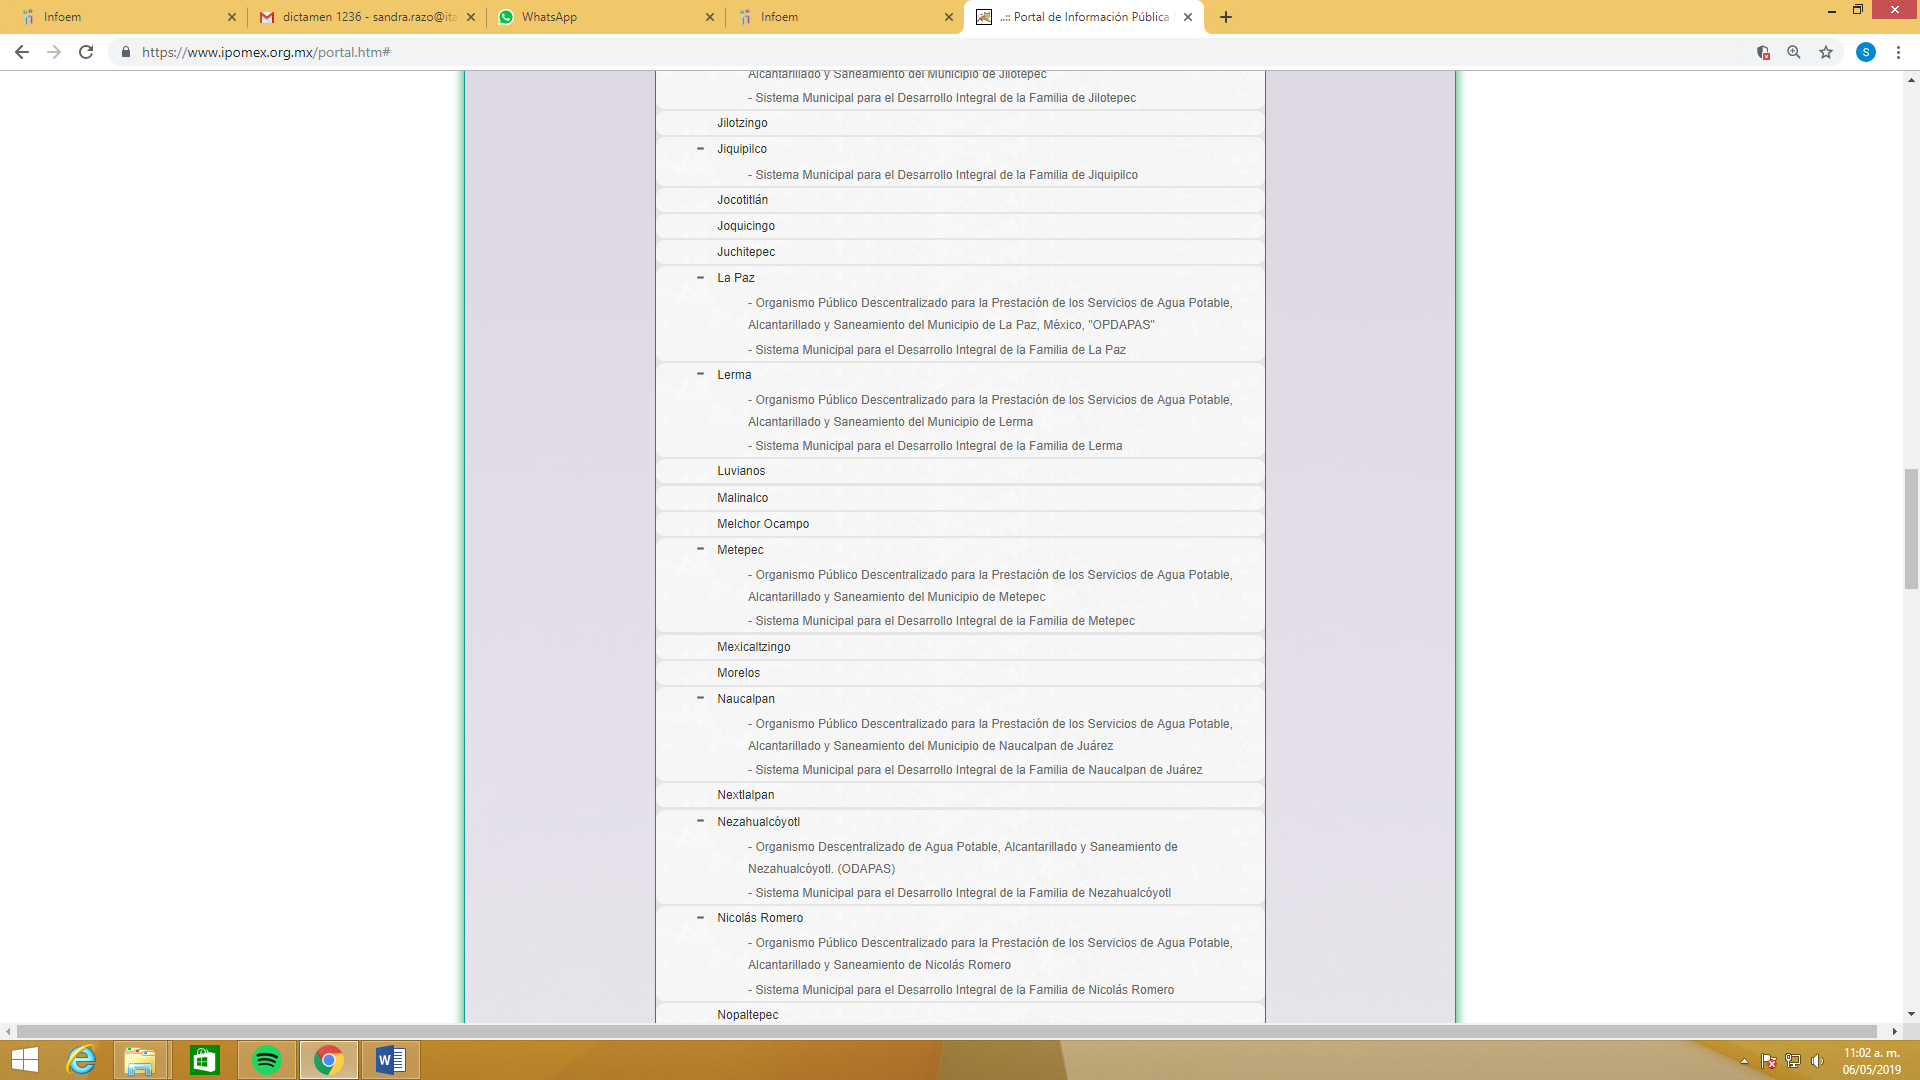 Infoem
dictamen 1236 - sandra.razo@ita
WhatsApp
Infoem
..:: Portal de Información Pública
https://www.ipomex.org.mx/portal.htm#
S
Alcantarillado y Saneamiento del Municipio de Jilotepec
- Sistema Municipal para el Desarrollo Integral de la Familia de Jilotepec
Jilotzingo
Jiquipilco
- Sistema Municipal para el Desarrollo Integral de la Familia de Jiquipilco
Jocotitlán
Joquicingo
Juchitepec
La Paz
- Organismo Público Descentralizado para la Prestación de los Servicios de Agua Potable,
Alcantarillado y Saneamiento del Municipio de La Paz, México, "OPDAPAS"
- Sistema Municipal para el Desarrollo Integral de la Familia de La Paz
Lerma
- Organismo Público Descentralizado para la Prestación de los Servicios de Agua Potable,
Alcantarillado y Saneamiento del Municipio de Lerma
- Sistema Municipal para el Desarrollo Integral de la Familia de Lerma
Luvianos
Malinalco
Melchor Ocampo
Metepec
- Organismo Público Descentralizado para la Prestación de los Servicios de Agua Potable,
Alcantarillado y Saneamiento del Municipio de Metepec
- Sistema Municipal para el Desarrollo Integral de la Familia de Metepec
Mexicaltzingo
Morelos
Naucalpan
- Organismo Público Descentralizado para la Prestación de los Servicios de Agua Potable,
Alcantarillado y Saneamiento del Municipio de Naucalpan de Juárez
- Sistema Municipal para el Desarrollo Integral de la Familia de Naucalpan de Juárez
Nextlalpan
Nezahualcóyotl
- Organismo Descentralizado de Agua Potable, Alcantarillado y Saneamiento de
Nezahualcóyotl. (ODAPAS)
- Sistema Municipal para el Desarrollo Integral de la Familia de Nezahualcóyotl
Nicolás Romero
- Organismo Público Descentralizado para la Prestación de los Servicios de Agua Potable,
Alcantarillado y Saneamiento de Nicolás Romero
- Sistema Municipal para el Desarrollo Integral de la Familia de Nicolás Romero
Nopaltepec
11:02 a. m.
06/05/2019